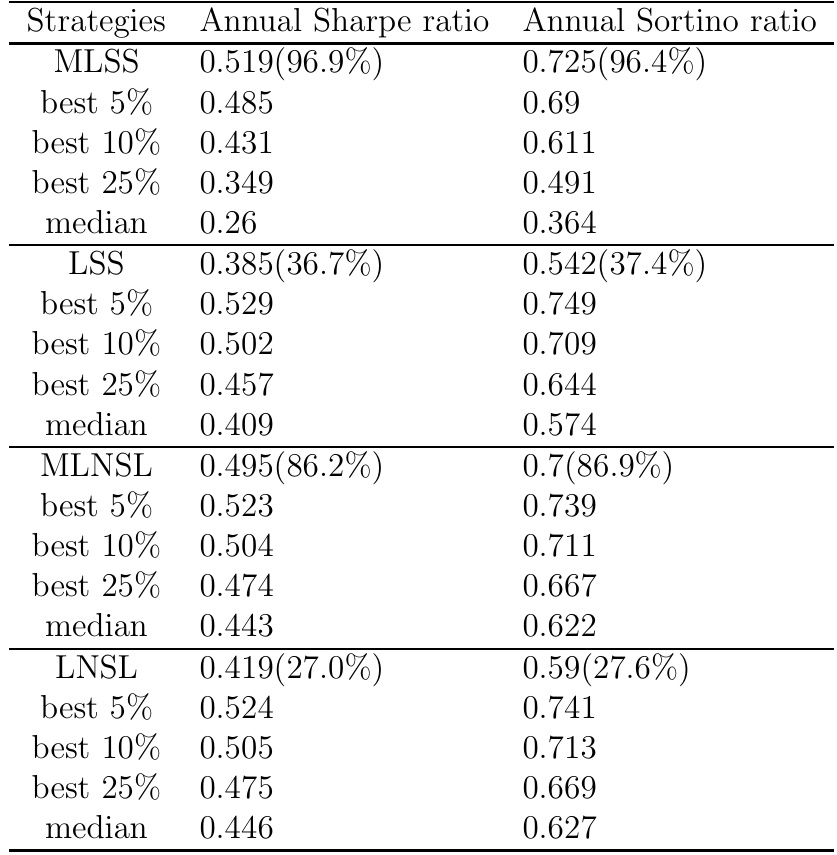 Strategies Annual Sharpe ratio Annual Sortino ratio
MLSS 0.519(96.9%) 0.725(96.4%)
best 5% 0.485 0.69
best 10% 0.431 0.611
best 25% 0.349 0.491
median 0.26 0.364
LSS 0.385(36.7%) 0.542(37.4%)
best 5% 0.529 0.749
best 10% 0.502 0.709
best 25% 0.457 0.644
median 0.409 0.574
MLNSL 0.495(86.2%) 0.7(86.9%)
best 5% 0.523 0.739
best 10% 0.504 0.711
best 25% 0.474 0.667
median 0.443 0.622
LNSL 0.419(27.0%) 0.59(27.6%)
best 5% 0.524 0.741
best 10% 0.505 0.713
best 25% 0.475 0.669
median 0.446 0.627